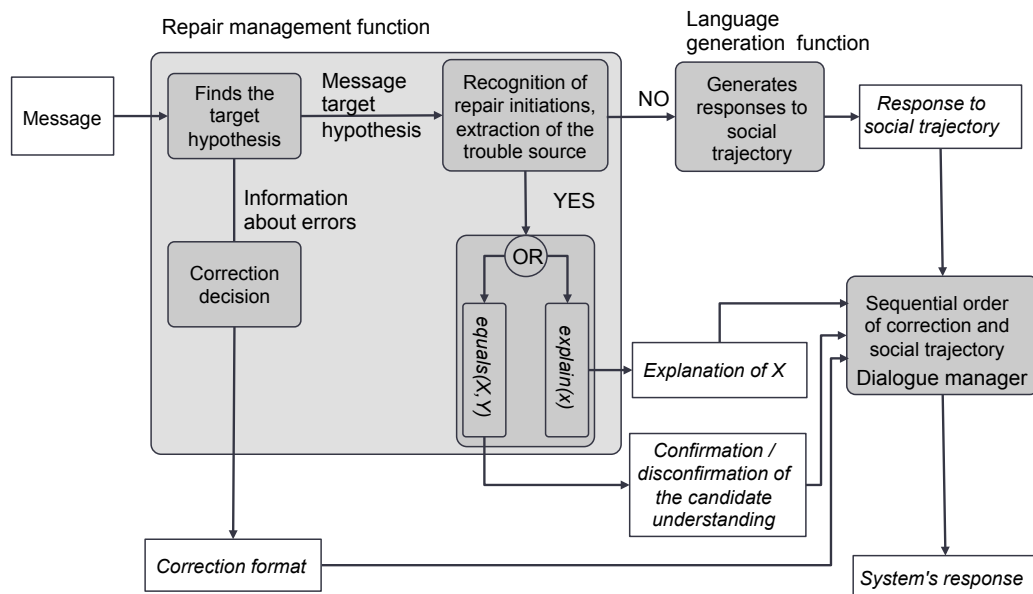 Repair management function
Language
generation function
Message
Finds the
target
hypothesis
Message
target
hypothesis
Recognition of
repair initiations,
extraction of the
trouble source
NO
Generates
responses to
social
trajectory
Response to
social trajectory
Information
about errors
YES
Correction
decision
OR
equals(X,Y)
explain(x)
Explanation of X
Sequential order
of correction and
social trajectory
Dialogue manager
Confirmation /
disconfirmation of
the candidate
understanding
Correction format
System's response